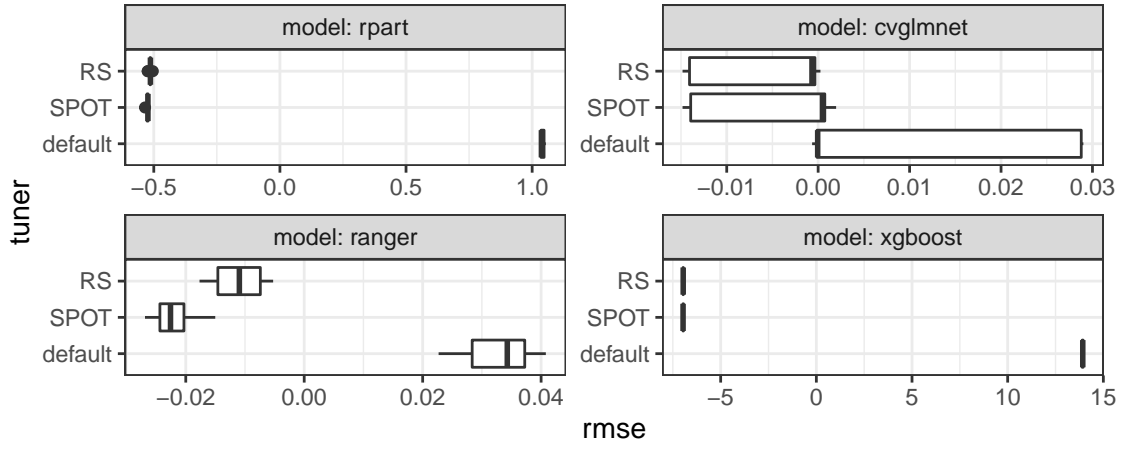 model: rpart
RS
SPOT
default
−0.5 0.0 0.5 1.0
model: cvglmnet
RS
SPOT
default
−0.01 0.00 0.01 0.02 0.03
tuner
model: ranger
RS
SPOT
default
−0.02 0.00 0.02 0.04
model: xgboost
RS
SPOT
default
−5 0 5 10 15
rmse